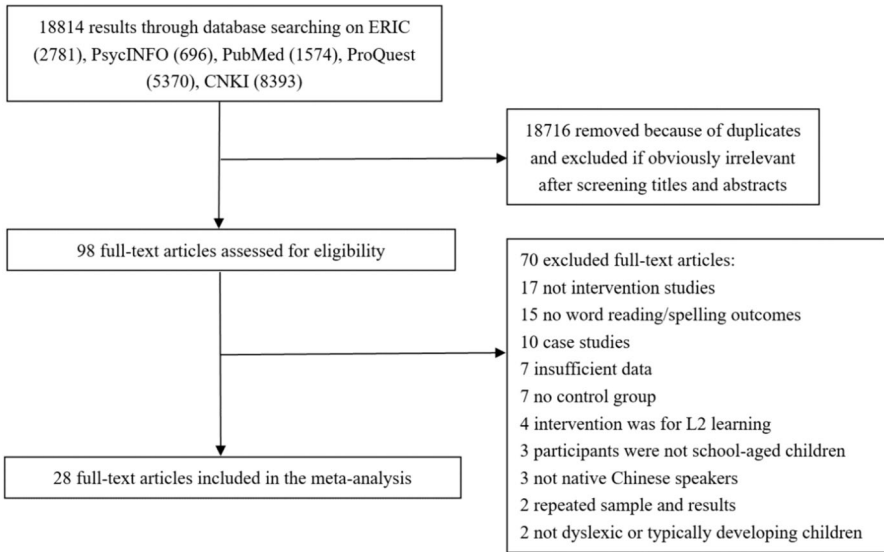 18814 results through database searching on ERIC
(2781), PsycINFO (696), PubMed (1574), ProQuest
(5370), CNKI (8393)
18716 removed because of duplicates
and excluded if obviously irrelevant
after screening titles and abstracts
98 full-text articles assessed for eligibility
70 excluded full-text articles:
17 not intervention studies
15 no word reading/spelling outcomes
10 case studies
7 insufficient data
7 no control group
4 intervention was for L2 learning
3 participants were not school-aged children
3 not native Chinese speakers
2 repeated sample and results
2 not dyslexic or typically developing children
28 full-text articles included in the meta-analysis